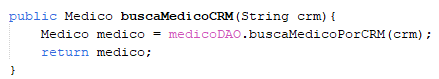 public Medico buscaMedicoCRM(String crm){
Medico medico = medicoDAO.buscaMedicoPorCRM(crm);
return medico;
}